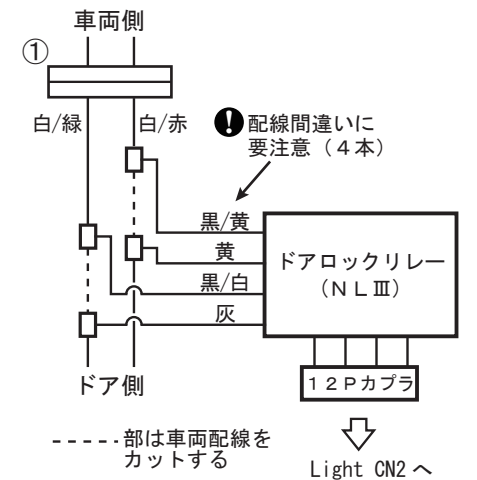 車両側
①
白/緑
白/赤
❗配線間違いに
要注意（４本）
黒/黄
黄
黒/白
灰
ドアロックリレー
（ＮＬⅢ）
１２Ｐカプラ
ドア側
-----部は車両配線を
カットする
Light CN2 へ